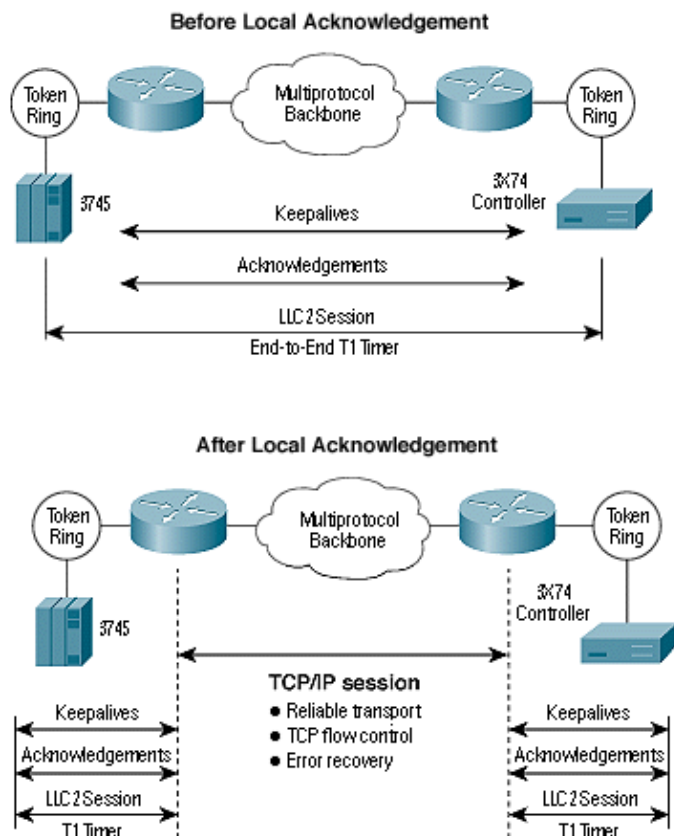 Before Local Acknowledgement
Token
Ring
Multiprotocol
Backbone
Token
Ring
3745
3X74
Controller
Keepalives
Acknowledgements
LLC2 Session
End-to-End T1 Timer
After Local Acknowledgement
Token
Ring
Multiprotocol
Backbone
Token
Ring
3745
3X74
Controller
TCP/IP session
● Reliable transport
● TCP flow control
● Error recovery
Keepalives
Acknowledgements
LLC2 Session
T1 Timer
Keepalives
Acknowledgements
LLC2 Session
T1 Timer